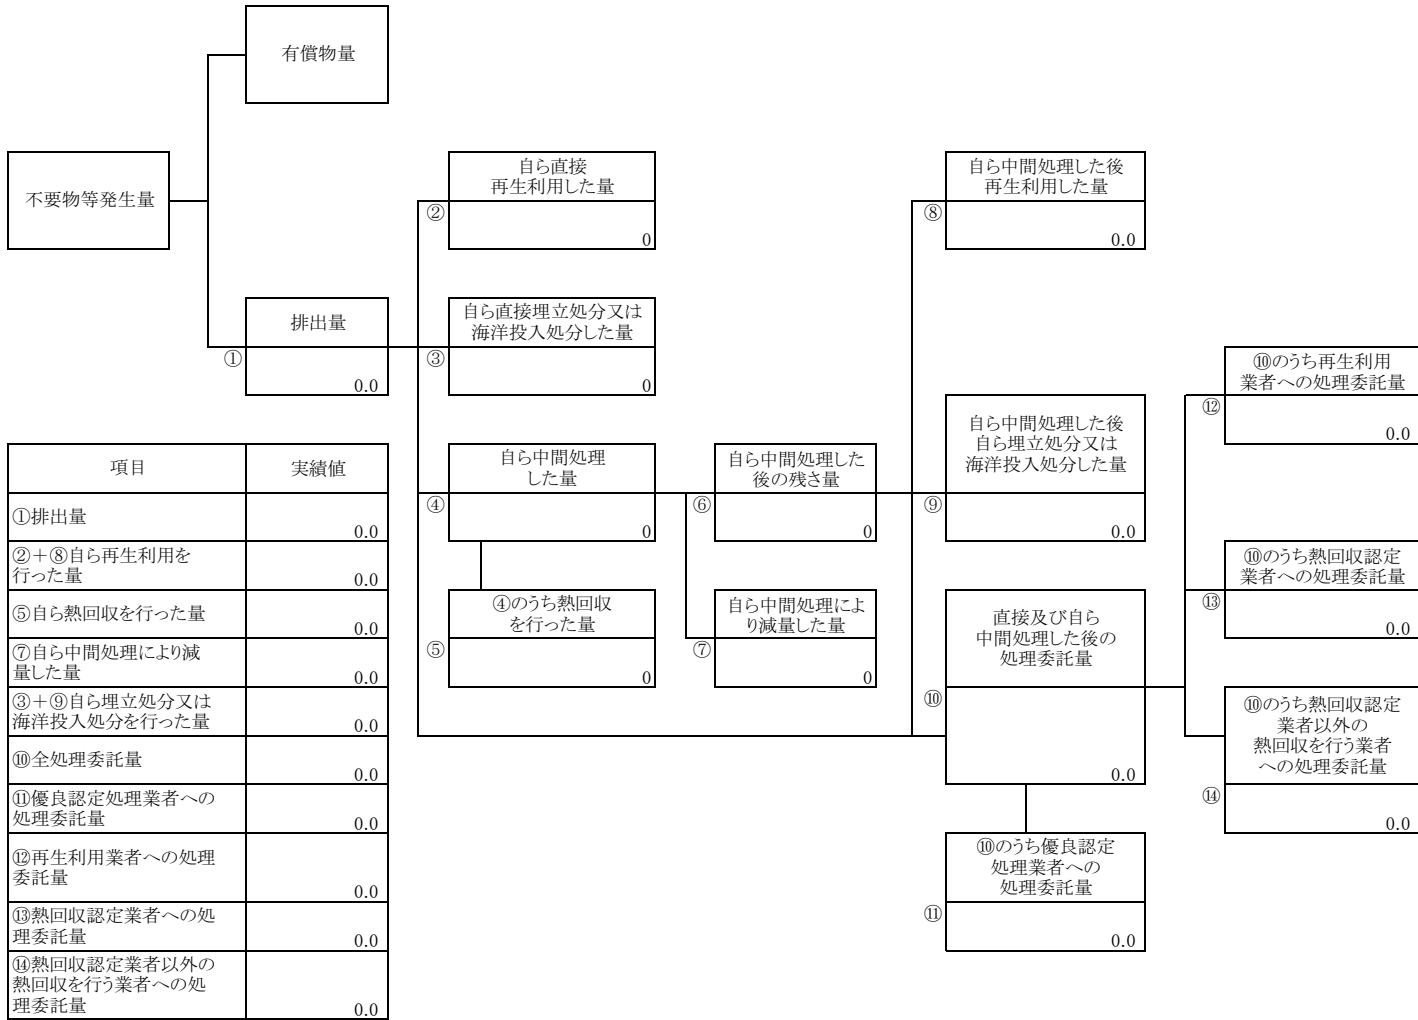 有償物量
不要物等発生量
排出量
①
0.0
自ら直接
再生利用した量
②
0
自ら直接埋立処分又は
海洋投入処分した量
③
0
自ら中間処理
した量
④
0
④のうち熱回収
を行った量
⑤
0
自ら中間処理した
後の残さ量
⑥
0
自ら中間処理によ
り減量した量
⑦
0
自ら中間処理した後
再生利用した量
⑧
0.0
自ら中間処理した後
自ら埋立処分又は
海洋投入処分した量
⑨
0.0
直接及び自ら
中間処理した後の
処理委託量
⑩
0.0
⑩のうち優良認定
処理業者への
処理委託量
⑪
0.0
⑩のうち再生利用
業者への処理委託量
⑫
0.0
⑩のうち熱回収認定
業者への処理委託量
⑬
0.0
⑩のうち熱回収認定
業者以外の
熱回収を行う業者
への処理委託量
⑭
0.0
項目 実績値
①排出量
0.0
②＋⑧自ら再生利用を
行った量 0.0
⑤自ら熱回収を行った量
0.0
⑦自ら中間処理により減
量した量 0.0
③＋⑨自ら埋立処分又は
海洋投入処分を行った量 0.0
⑩全処理委託量
0.0
⑪優良認定処理業者への
処理委託量 0.0
⑫再生利用業者への処理
委託量
0.0
⑬熱回収認定業者への処
理委託量 0.0
⑭熱回収認定業者以外の
熱回収を行う業者への処
理委託量 0.0